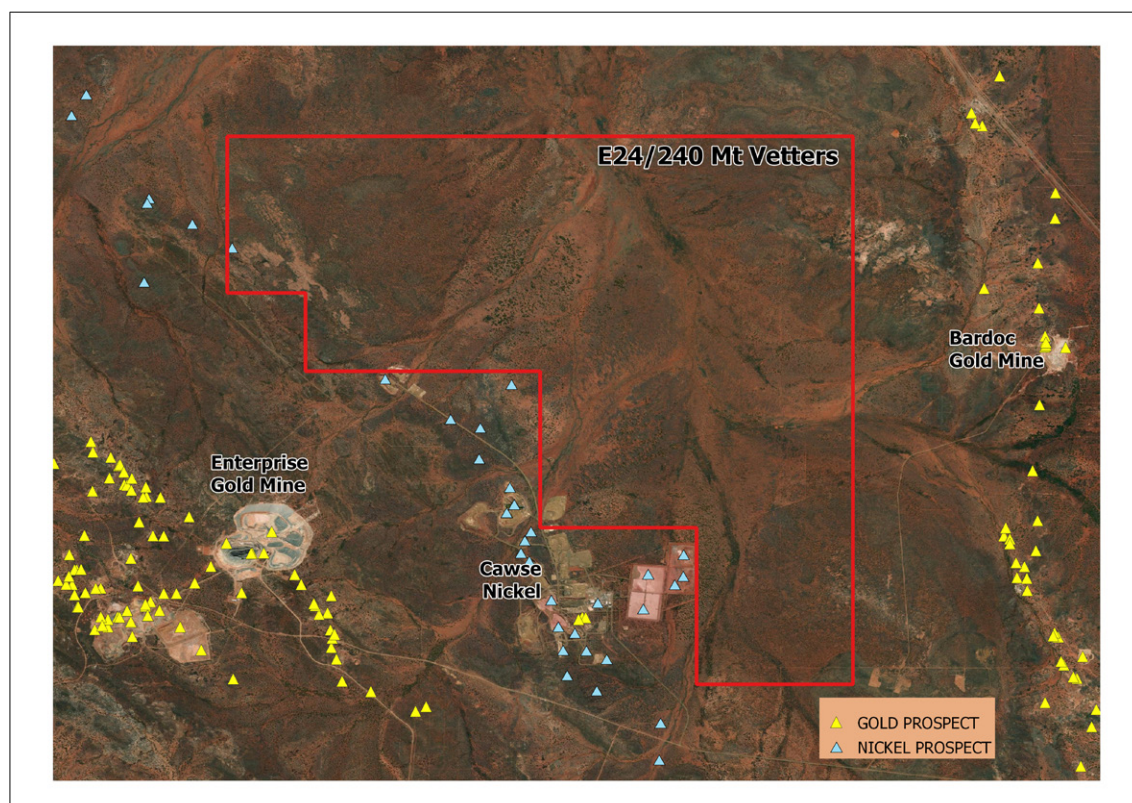 E24/240 Mt Vetters
Bardoc
Gold Mine
Enterprise
Gold Mine
Cawse
Nickel
GOLD PROSPECT
NICKEL PROSPECT